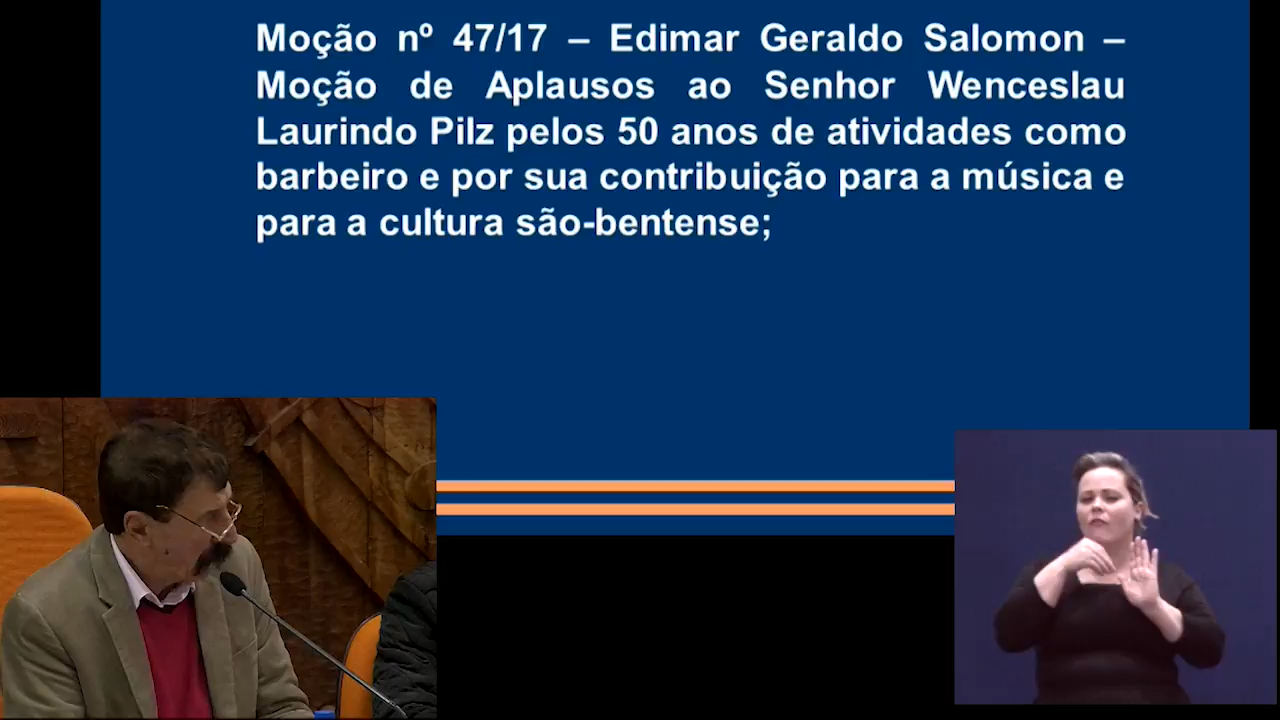 Moção nº 47/17 – Edimar Geraldo Salomon –
Moção de Aplausos ao Senhor Wenceslau
Laurindo Pilz pelos 50 anos de atividades como
barbeiro e por sua contribuição para a música e
para a cultura são-bentense;